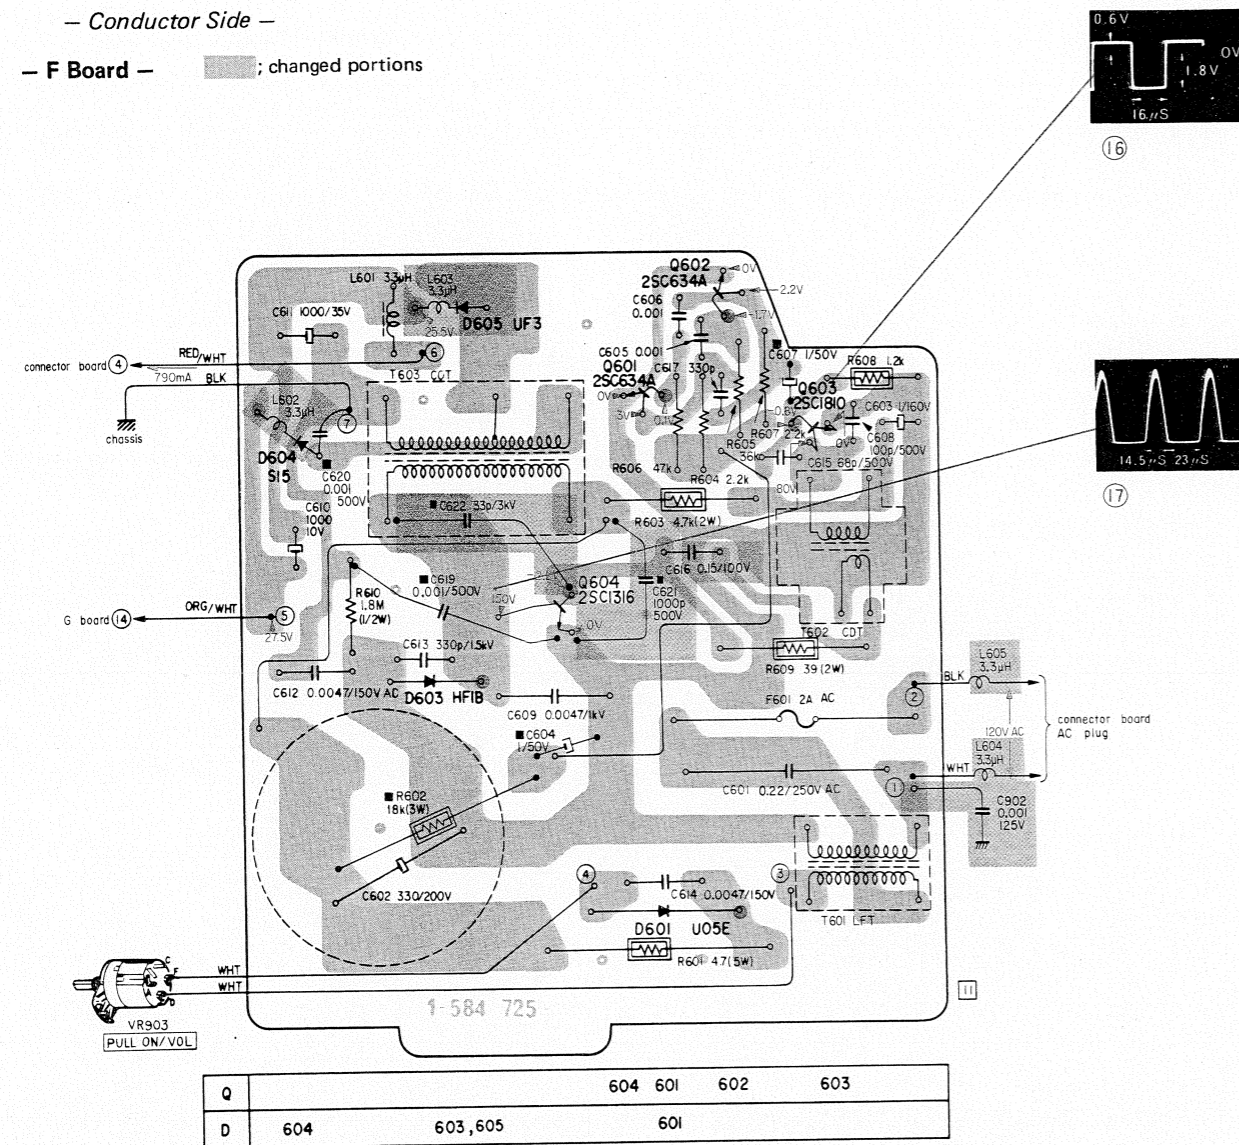 — Conductor Side —
— F Board —
; changed portions
0.6 V
0V
1.8 V
16 μS
16
L601 3.3μH
L603
3.3μH
C611 1000/35V
D605 UF3
25.5V
Q602
2SC634A
0V
2.2V
-1.7V
C606
0.001
C605 0.001
C607 1/50V
R608 1.2k
RED/WHT
connector board 4
790mA
BLK
6
T603 COT
Q601
2SC634A
C617 330p
0V
3V
0.1V
Q603
2SC1810
-0.8V
0V
C603 1/160V
C608
100p/500V
L602
3.3μH
7
chassis
D604
S15
C620
0.001
500V
C610
1000
10V
R605
36k
R607 2.2k
C615 68p/500V
R606 47k
R604 2.2k
80V
14.5μS 23μS
17
C622 33p/3kV
R603 4.7k(2W)
C616 0.15/100V
C619
0.001/500V
Q604
2SC1316
150V
0V
C621
1000p
500V
R610
1.8M
(1/2W)
ORG/WHT
G board 14
5
27.5V
T602 CDT
C613 330p/1.5kV
R609 39(2W)
C612 0.0047/150V AC
D603 HF1B
C609 0.0047/1kV
F601 2A AC
2
BLK
L605
3.3μH
connector board
AC plug
120V AC
C604
1/50V
L604
3.3μH
WHT
C601 0.22/250V AC
1
C902
0.001
125V
R602
18k(3W)
C602 330/200V
4
3
C614 0.0047/150V
D601 U05E
T601 LFT
R601 4.7(5W)
C
F
A
D
WHT
WHT
VR903
PULL ON/VOL
1-584 725
11
Q 604 601 602 603
D 604 603,605 601